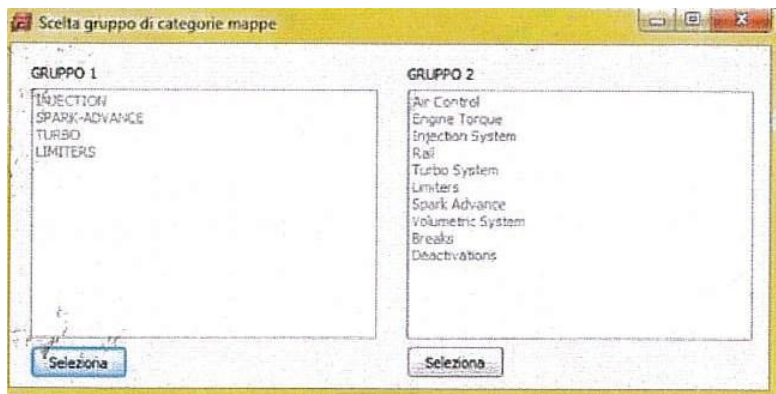 Scelta gruppo di categorie mappe
GRUPPO 1
INJECTION
SPARK-ADVANCE
TURBO
LIMITERS
Seleziona
GRUPPO 2
Air Control
Engine Torque
Injection System
Rail
Turbo System
Limiters
Spark Advance
Volumetric System
Breaks
Deactivations
Seleziona